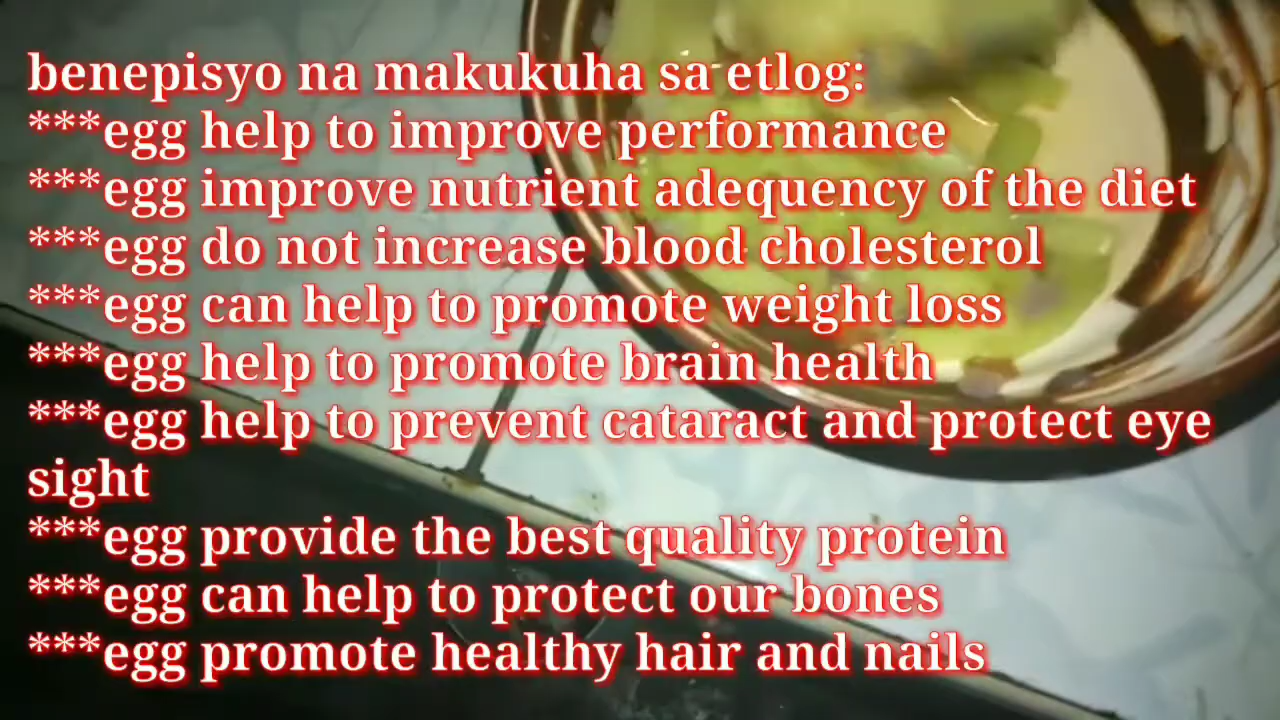 benepisyo na makukuha sa etlog:
***egg help to improve performance
***egg improve nutrient adequency of the diet
***egg do not increase blood cholesterol
***egg can help to promote weight loss
***egg help to promote brain health
***egg help to prevent cataract and protect eye
sight
***egg provide the best quality protein
***egg can help to protect our bones
***egg promote healthy hair and nails